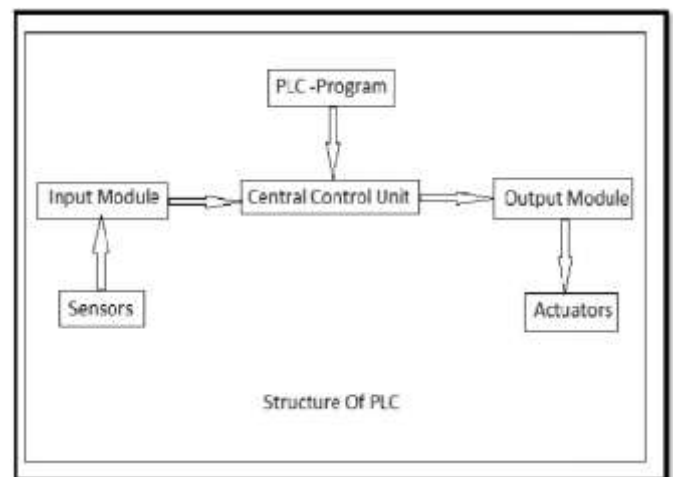 PLC -Program
Input Module
Central Control Unit
Output Module
Sensors
Actuators
Structure Of PLC